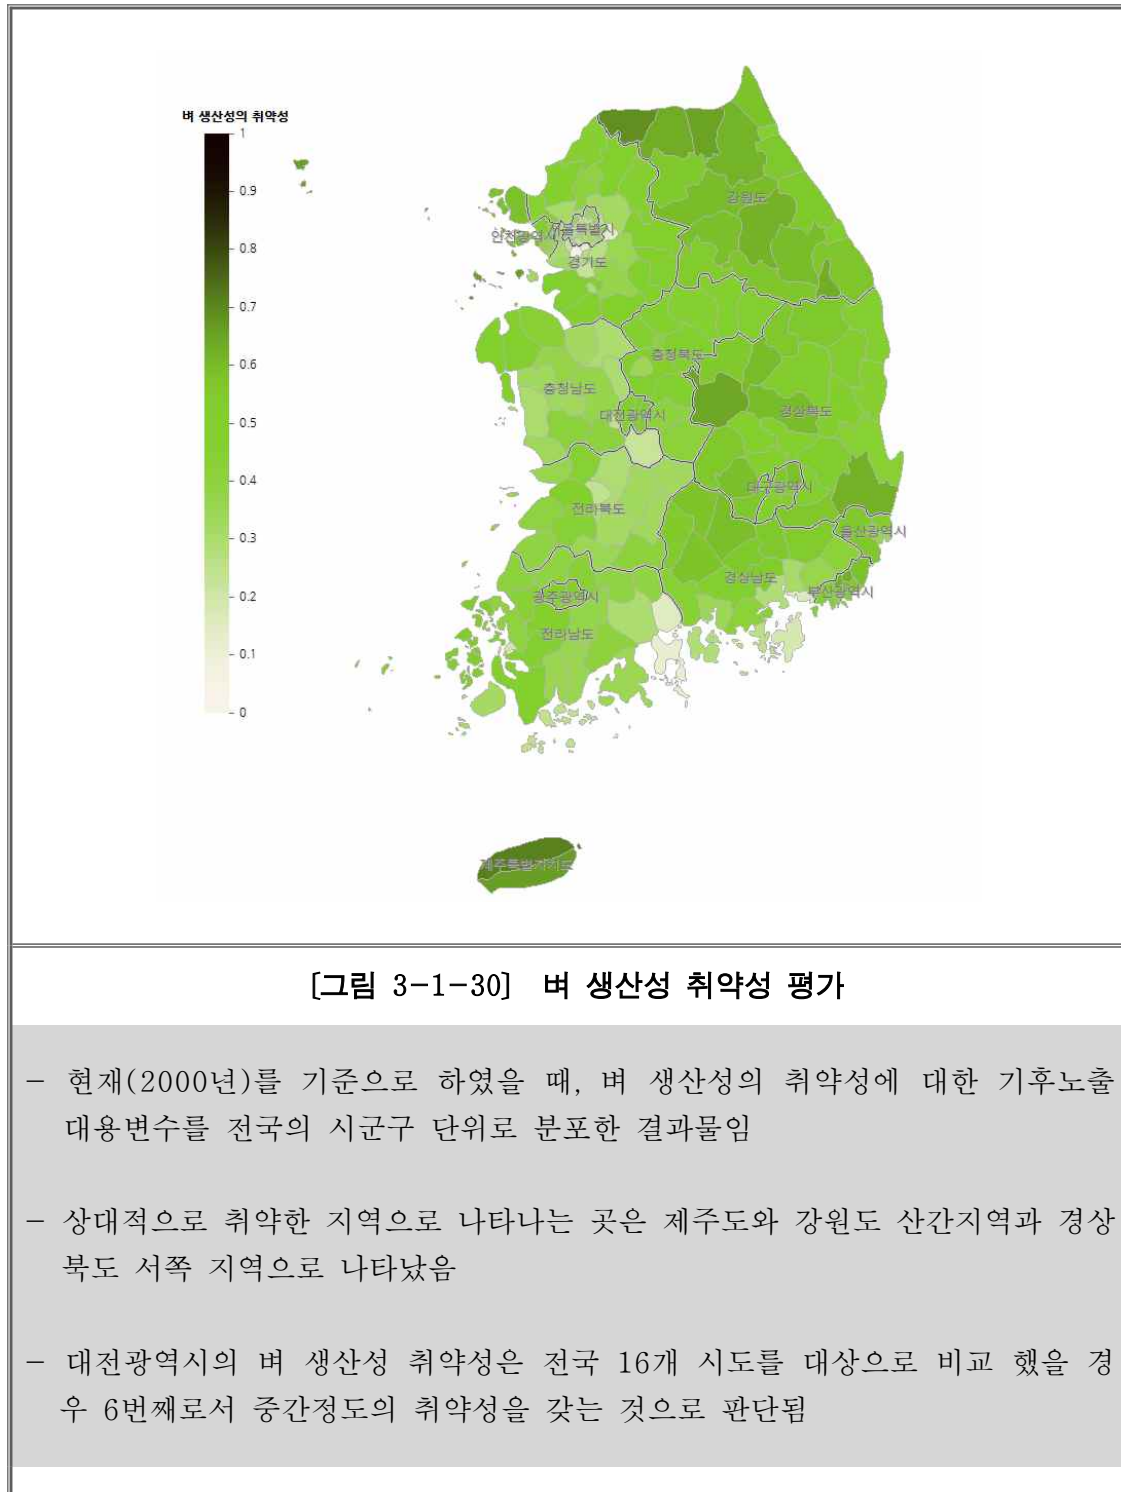 벼 생산성의 취약성
1
0.9
0.8
0.7
0.6
0.5
0.4
0.3
0.2
0.1
0
강원도
서울특별시
인천광역시
경기도
충청북도
충청남도
대전광역시
경상북도
대구광역시
전라북도
울산광역시
경상남도
부산광역시
광주광역시
전라남도
제주특별자치도
[그림 3-1-30] 벼 생산성 취약성 평가
- 현재(2000년)를 기준으로 하였을 때, 벼 생산성의 취약성에 대한 기후노출
대용변수를 전국의 시군구 단위로 분포한 결과물임
- 상대적으로 취약한 지역으로 나타나는 곳은 제주도와 강원도 산간지역과 경상
북도 서쪽 지역으로 나타났음
- 대전광역시의 벼 생산성 취약성은 전국 16개 시도를 대상으로 비교 했을 경
우 6번째로서 중간정도의 취약성을 갖는 것으로 판단됨